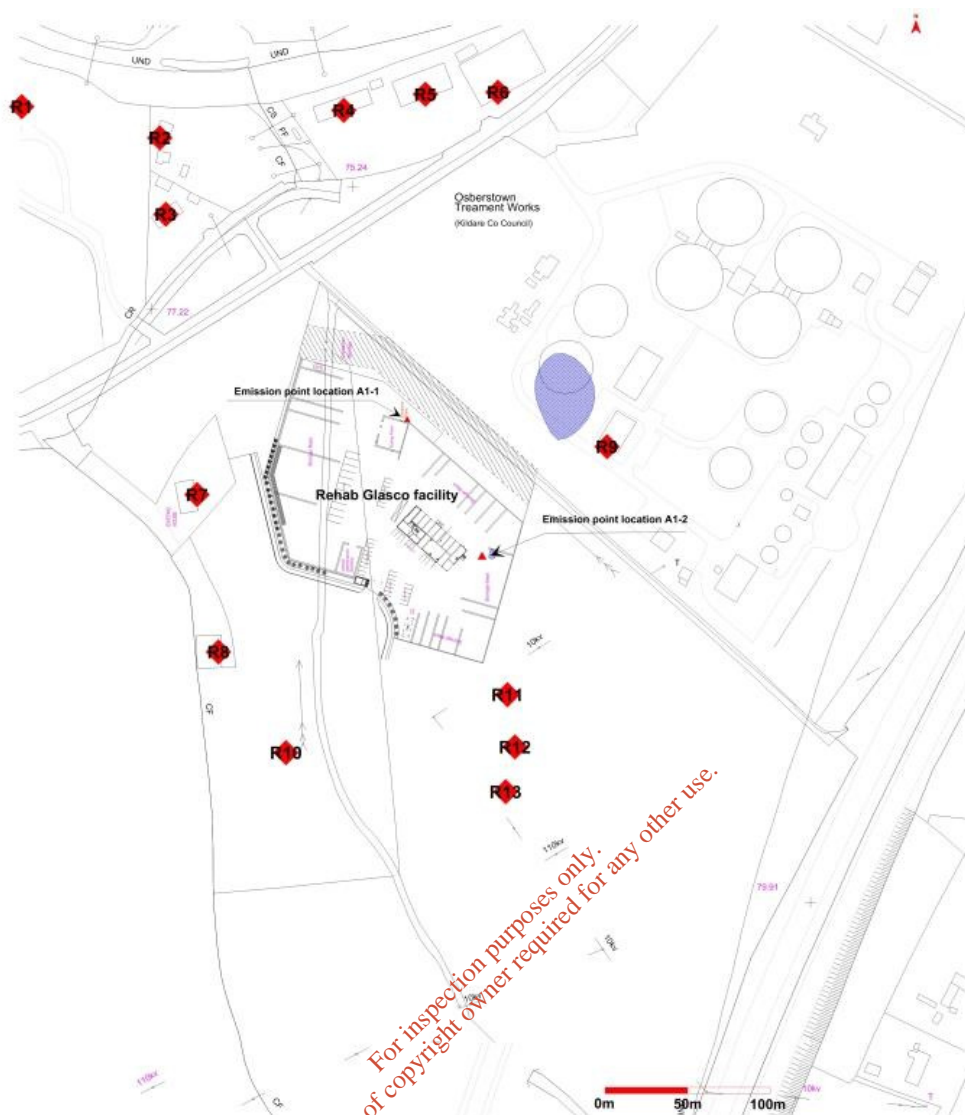 N
UND
UND
R1
R2
R3
R4
R5
R6
CS
FF
CF
75.24
Osberstown
Treament Works
(Kildare Co Council)
CR
77.22
Emission point location A1-1
R9
R7
Rehab Glasco facility
Emission point location A1-2
T
R8
10kv
CF
R11
R10
R12
R13
110kv
79.91
10kv
10kv
110kv
CF
For inspection purposes only.
of copyright owner required for any other use.
10kv
T
0m
50m
100m